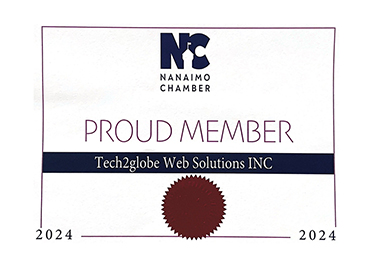 NC
NANAIMO
CHAMBER
PROUD MEMBER
Tech2globe Web Solutions INC
2024 2024